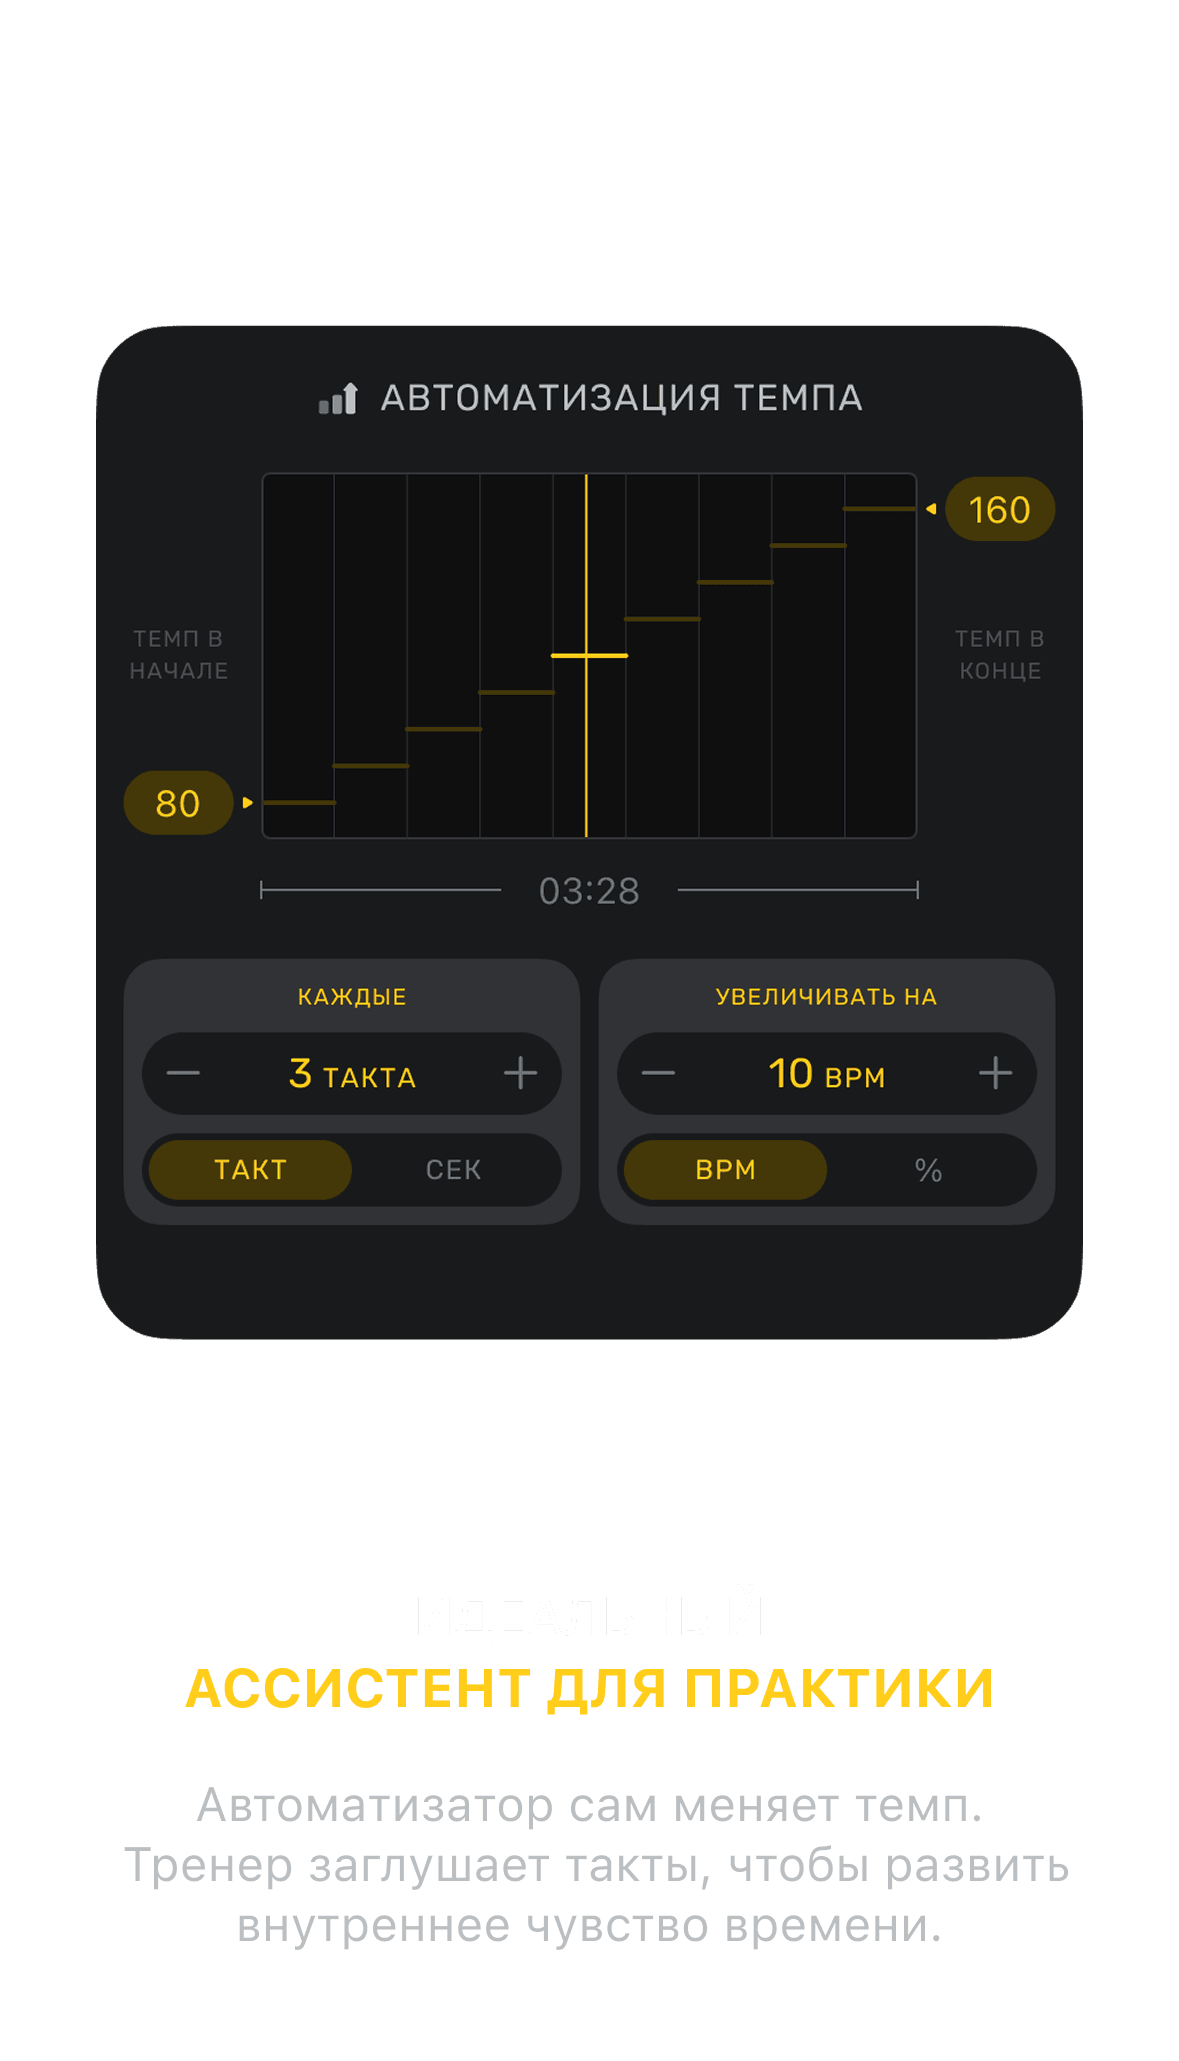 АВТОМАТИЗАЦИЯ ТЕМПА
160
ТЕМП В
НАЧАЛЕ
ТЕМП В
КОНЦЕ
80
03:28
КАЖДЫЕ
3 ТАКТА
ТАКТ
СЕК
УВЕЛИЧИВАТЬ НА
10 BPM
BPM
%
ИДЕАЛЬНЫЙ
АССИСТЕНТ ДЛЯ ПРАКТИКИ
Автоматизатор сам меняет темп.
Тренер заглушает такты, чтобы развить
внутреннее чувство времени.